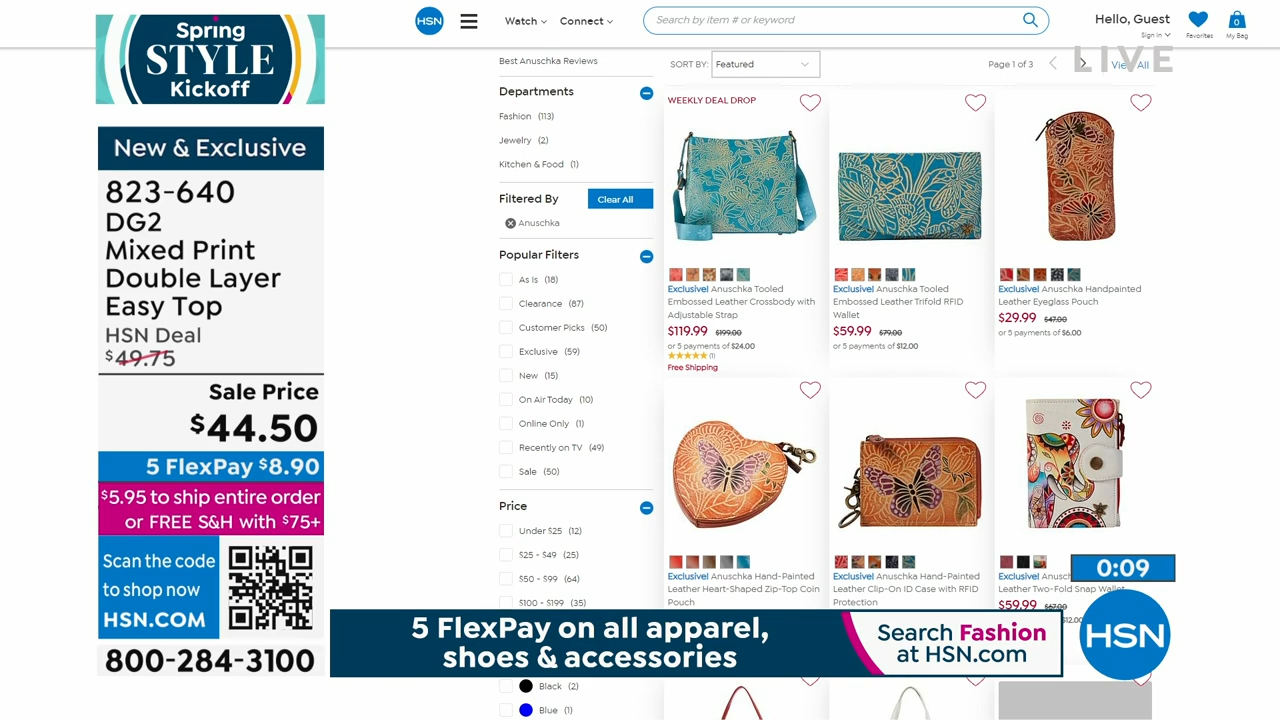 Spring
STYLE
Kickoff
New & Exclusive
823-640
DG2
Mixed Print
Double Layer
Easy Top
HSN Deal
$49.75
Sale Price
$44.50
5 FlexPay $8.90
$5.95 to ship entire order
or FREE S&H with $75+
Scan the code
to shop now
HSN.COM
800-284-3100
HSN
Watch
Connect
Search by item # or keyword
Hello, Guest
Sign in
Favorites
0
My Bag
LIVE
Best Anuschka Reviews
Departments
Fashion (113)
Jewelry (2)
Kitchen & Food (1)
Filtered By
Clear All
Anuschka
Popular Filters
As Is (18)
Clearance (87)
Customer Picks (50)
Exclusive (59)
New (15)
On Air Today (10)
Online Only (1)
Recently on TV (49)
Sale (50)
Price
Under $25 (12)
$25 - $49 (25)
$50 - $99 (64)
$100 - $199 (35)
Black (2)
Blue (1)
SORT BY:
Featured
Page 1 of 3
View All
WEEKLY DEAL DROP
Exclusive! Anuschka Tooled
Embossed Leather Crossbody with
Adjustable Strap
$119.99 $199.00
or 5 payments of $24.00
(1)
Free Shipping
Exclusive! Anuschka Tooled
Embossed Leather Trifold RFID
Wallet
$59.99 $79.00
or 5 payments of $12.00
Exclusive! Anuschka Handpainted
Leather Eyeglass Pouch
$29.99 $47.00
or 5 payments of $6.00
Exclusive! Anuschka Hand-Painted
Leather Heart-Shaped Zip-Top Coin
Pouch
Exclusive! Anuschka Hand-Painted
Leather Clip-On ID Case with RFID
Protection
Exclusive!
Leather Two-Fold Snap Wallet
$59.99 $67.00
$12.00
0:09
5 FlexPay on all apparel,
shoes & accessories
Search Fashion
at HSN.com
HSN